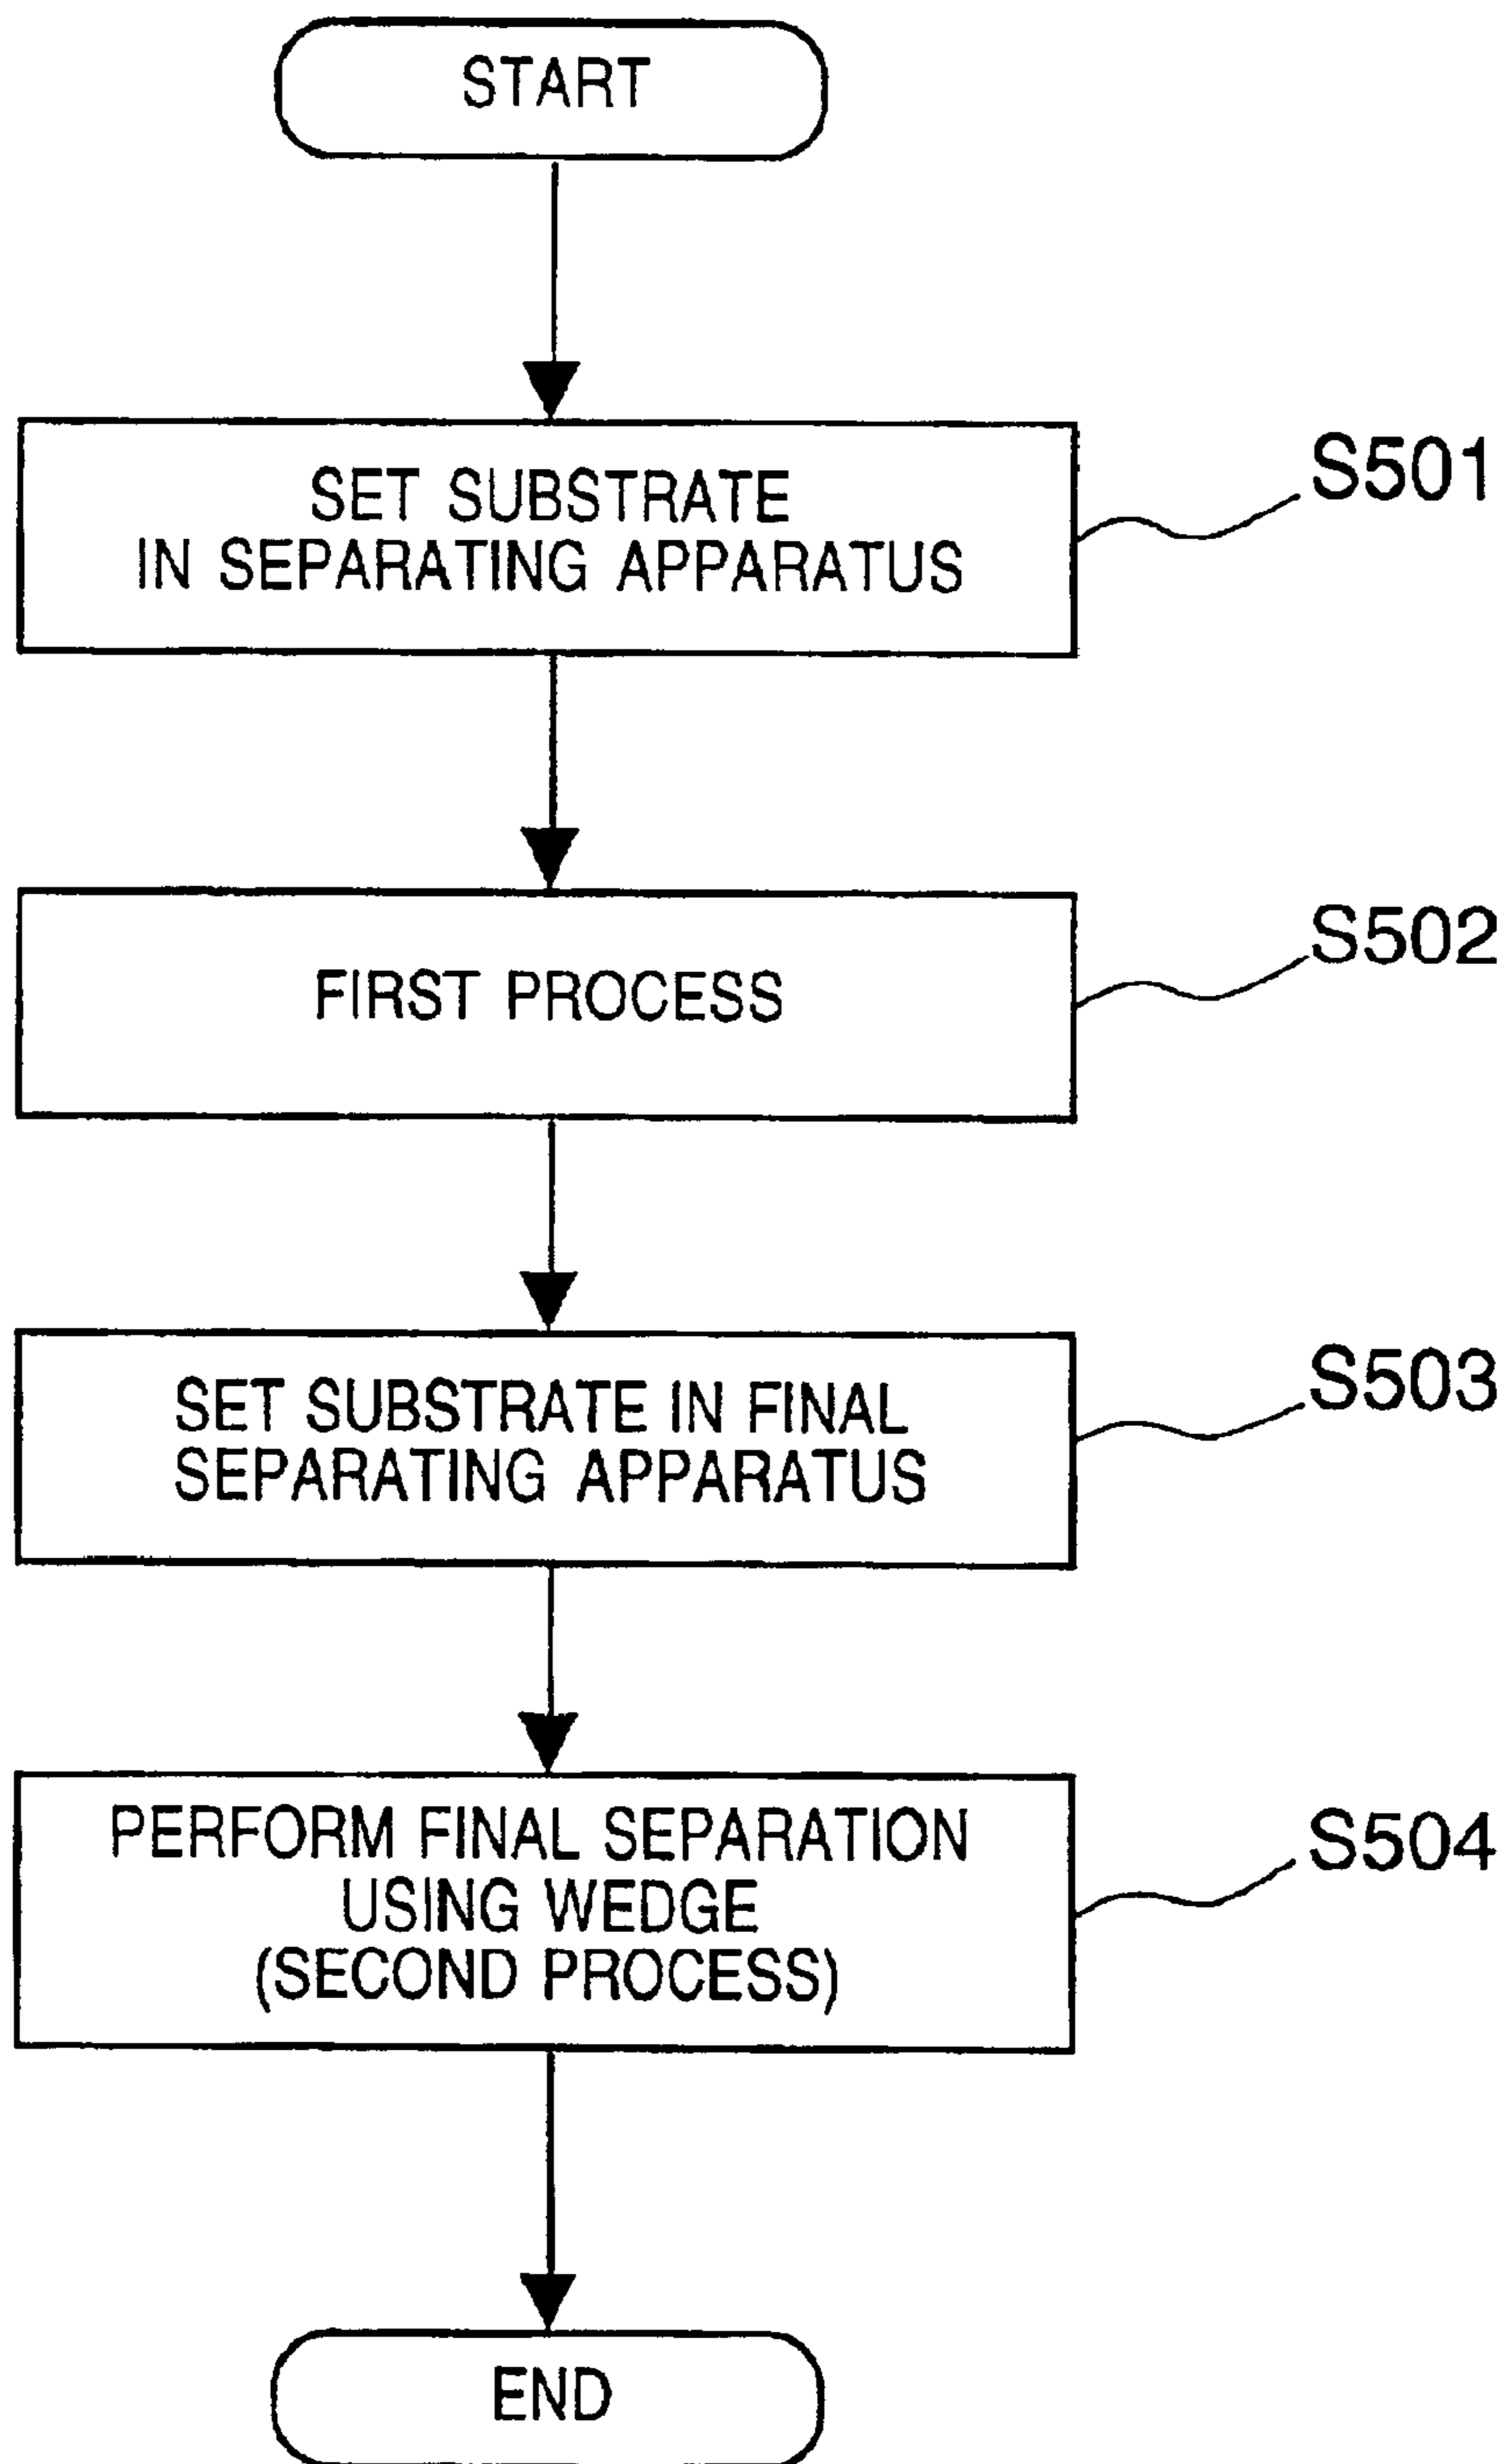 START
SET SUBSTRATE
IN SEPARATING APPARATUS
S501
FIRST PROCESS
S502
SET SUBSTRATE IN FINAL
SEPARATING APPARATUS
S503
PERFORM FINAL SEPARATION
USING WEDGE
(SECOND PROCESS)
S504
END